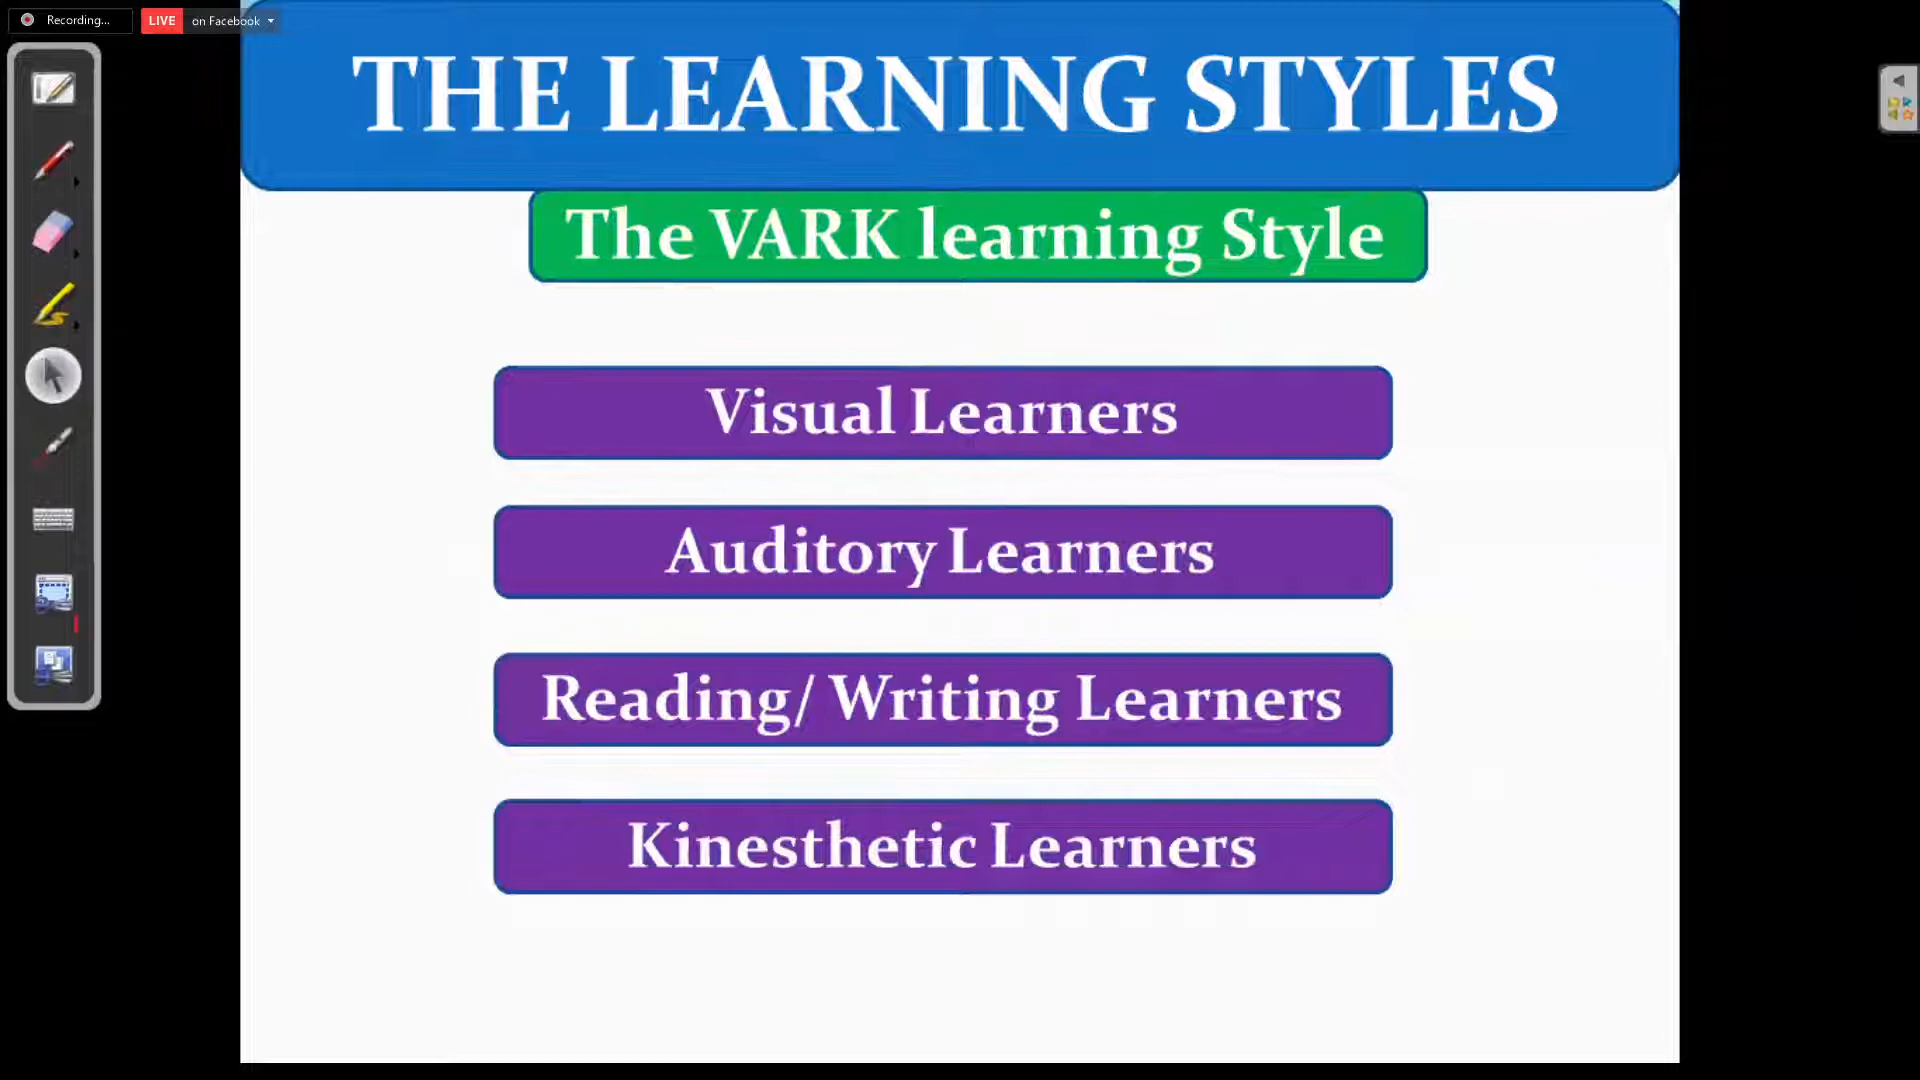 Recording...
LIVE on Facebook
THE LEARNING STYLES
The VARK learning Style
Visual Learners
Auditory Learners
Reading/ Writing Learners
Kinesthetic Learners